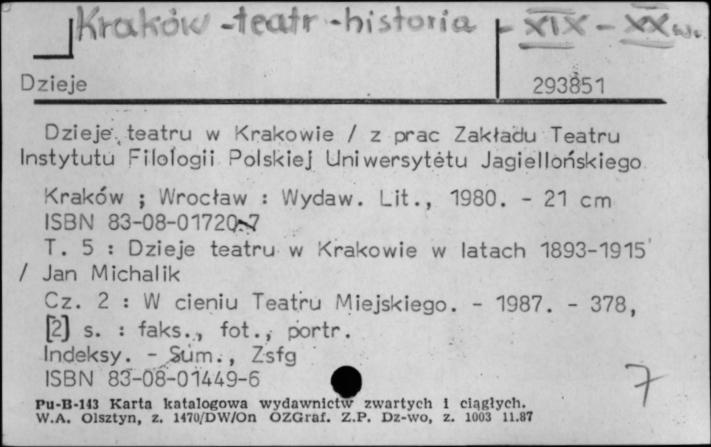 Kraków - teatr - historia - XIX - XX w.
Dzieje 293851
Dzieje teatru w Krakowie / z prac Zakładu Teatru
Instytutu Filologii Polskiej Uniwersytetu Jagiellońskiego
Kraków ; Wrocław : Wydaw. Lit., 1980. - 21 cm
ISBN 83-08-01720-7
T. 5 : Dzieje teatru w Krakowie w latach 1893-1915
/ Jan Michalik
Cz. 2 : W cieniu Teatru Miejskiego. - 1987. - 378,
[2] s. : faks., fot., portr.
Indeksy. - Sum., Zsfg
ISBN 83-08-01449-6
7
Pu-B-143 Karta katalogowa wydawnictw zwartych i ciągłych.
W.A. Olsztyn, z. 1470/DW/On OZGraf. Z.P. Dz-wo, z. 1003 11.87